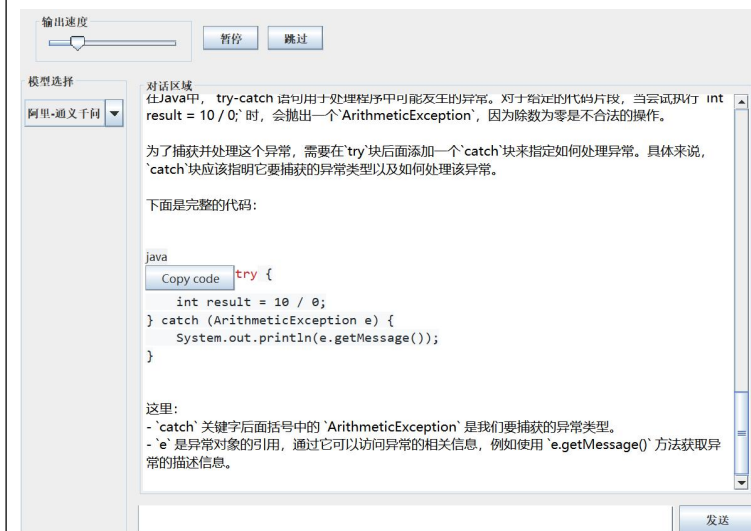 输出速度
暂停
跳过
模型选择
阿里-通义千问
对话区域
在Java中，`try-catch`语句用于处理程序中可能发生的异常。对于给定的代码片段，当尝试执行`int
result = 10 / 0;`时，会抛出一个`ArithmeticException`，因为除数为零是不合法的操作。
为了捕获并处理这个异常，需要在`try`块后面添加一个`catch`块来指定如何处理异常。具体来说，
`catch`块应该指明它要捕获的异常类型以及如何处理该异常。
下面是完整的代码：
java
Copy code
try {
int result = 10 / 0;
} catch (ArithmeticException e) {
System.out.println(e.getMessage());
}
这里：
- `catch`关键字后面括号中的`ArithmeticException`是我们要捕获的异常类型。
- `e`是异常对象的引用，通过它可以访问异常的相关信息，例如使用`e.getMessage()`方法获取异
常的描述信息。
发送